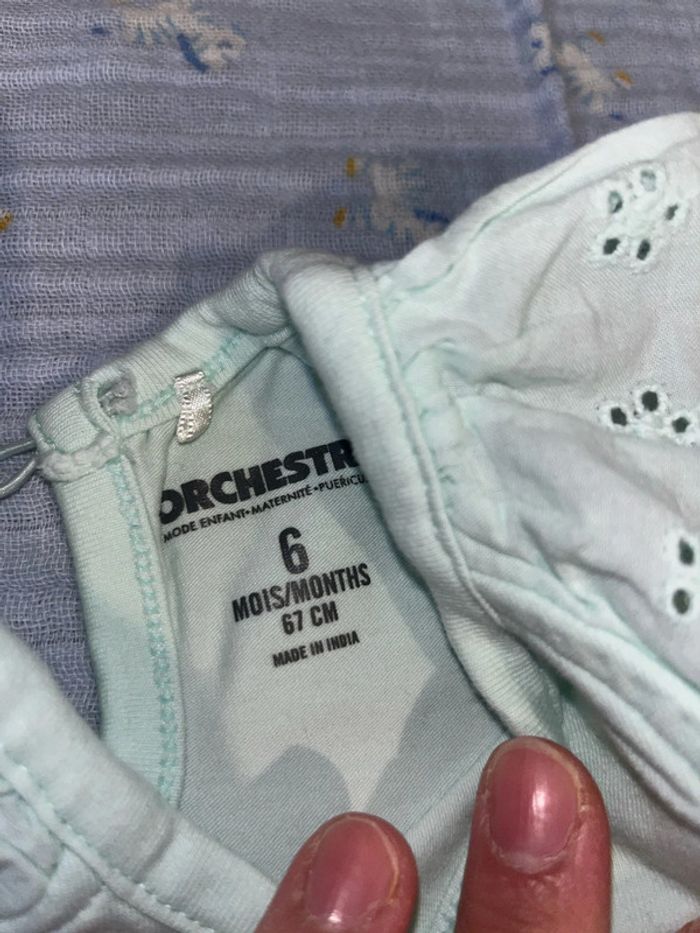 ORCHESTR
MODE ENFANT•MATERNITÉ•PUÉRICU
6
MOIS/MONTHS
67 CM
MADE IN INDIA